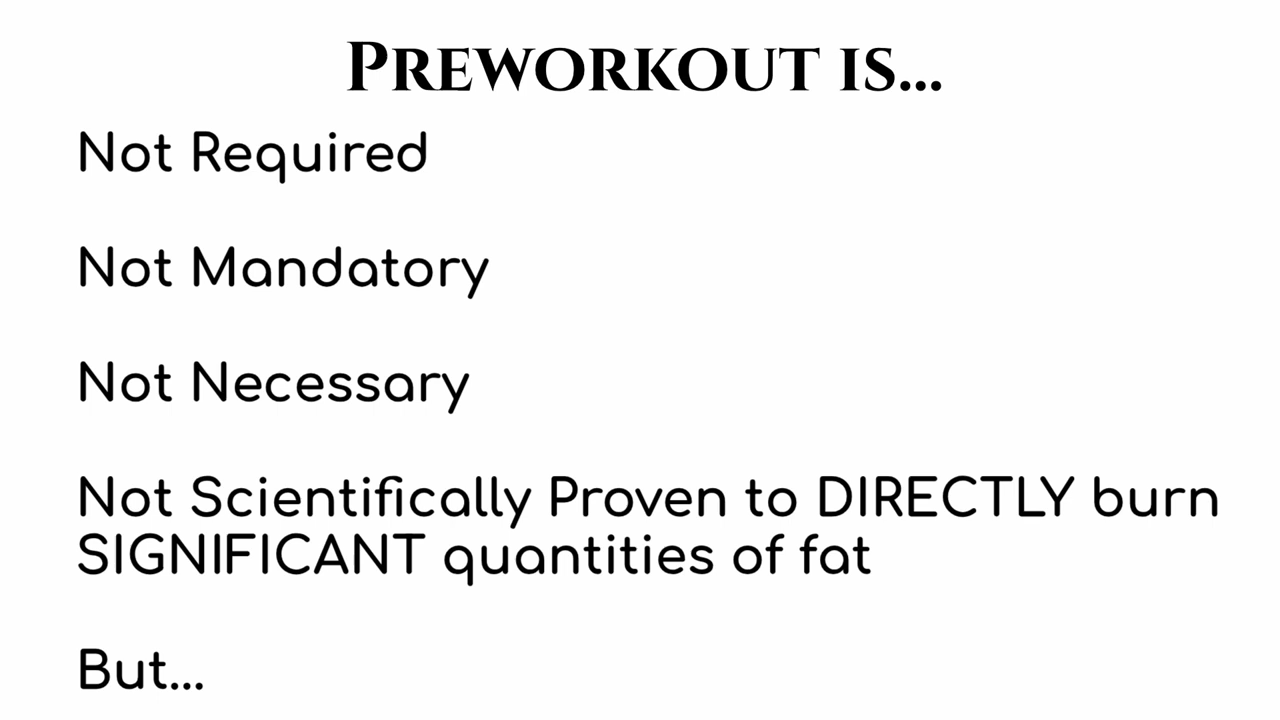 Preworkout is...
Not Required
Not Mandatory
Not Necessary
Not Scientifically Proven to DIRECTLY burn
SIGNIFICANT quantities of fat
But...